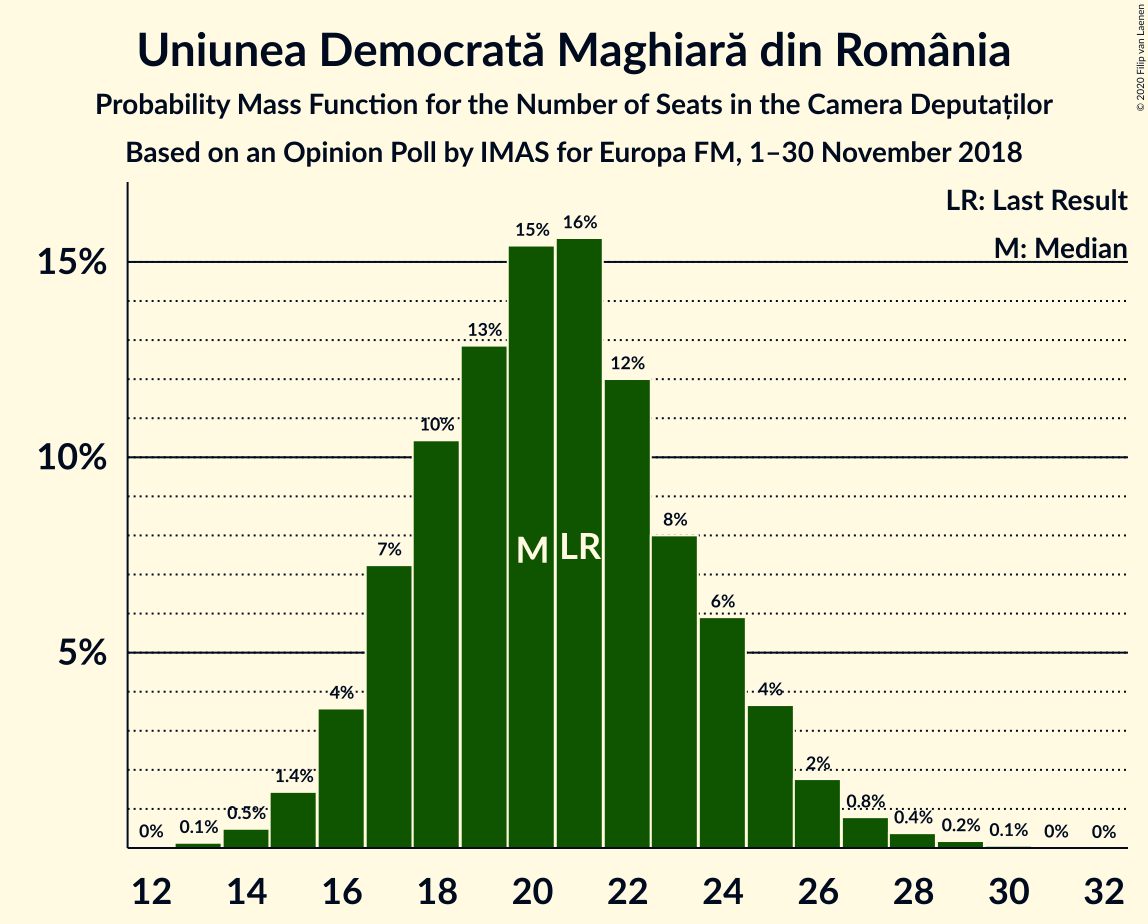 Uniunea Democrată Maghiară din România
Probability Mass Function for the Number of Seats in the Camera Deputaților
Based on an Opinion Poll by IMAS for Europa FM, 1–30 November 2018
© 2020 Filip van Laenen
LR: Last Result
M: Median
15%
10%
5%
0%
0.1%
0.5%
1.4%
4%
7%
10%
13%
15%
16%
12%
8%
6%
4%
2%
0.8%
0.4%
0.2%
0.1%
0%
0%
M
LR
12 14 16 18 20 22 24 26 28 30 32